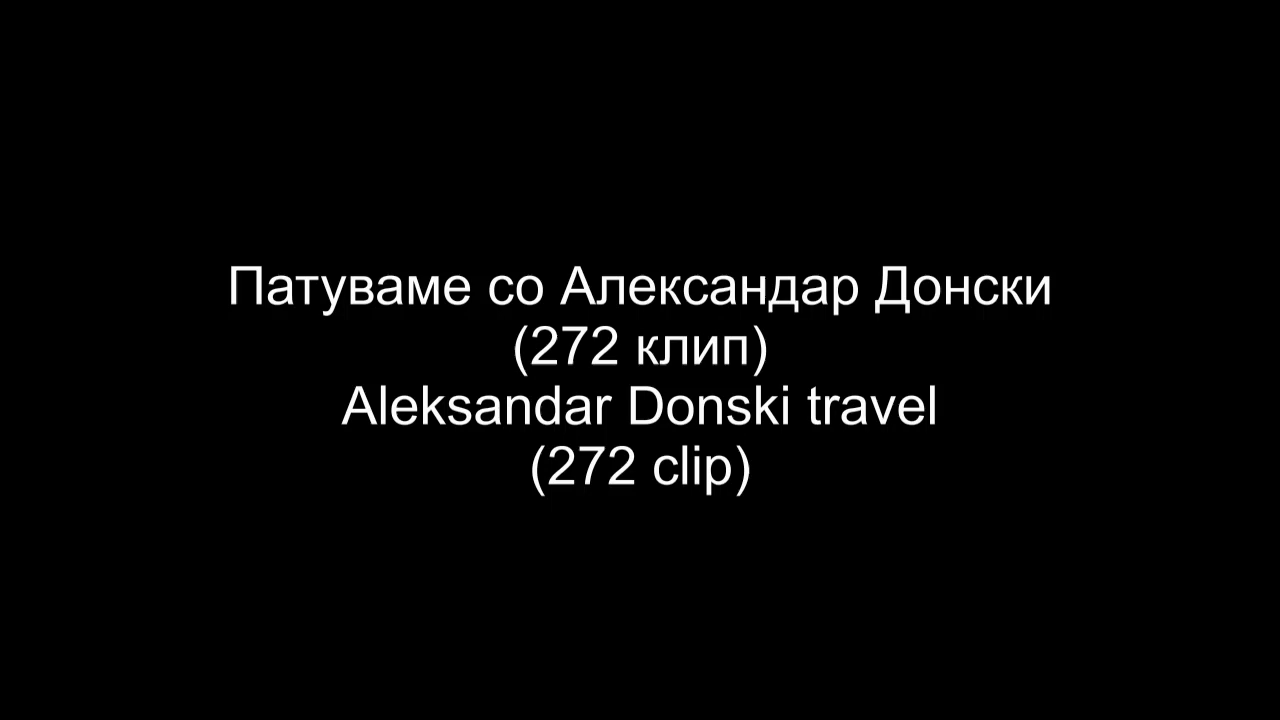 Патуваме со Александар Донски
(272 клип)
Aleksandar Donski travel
(272 clip)